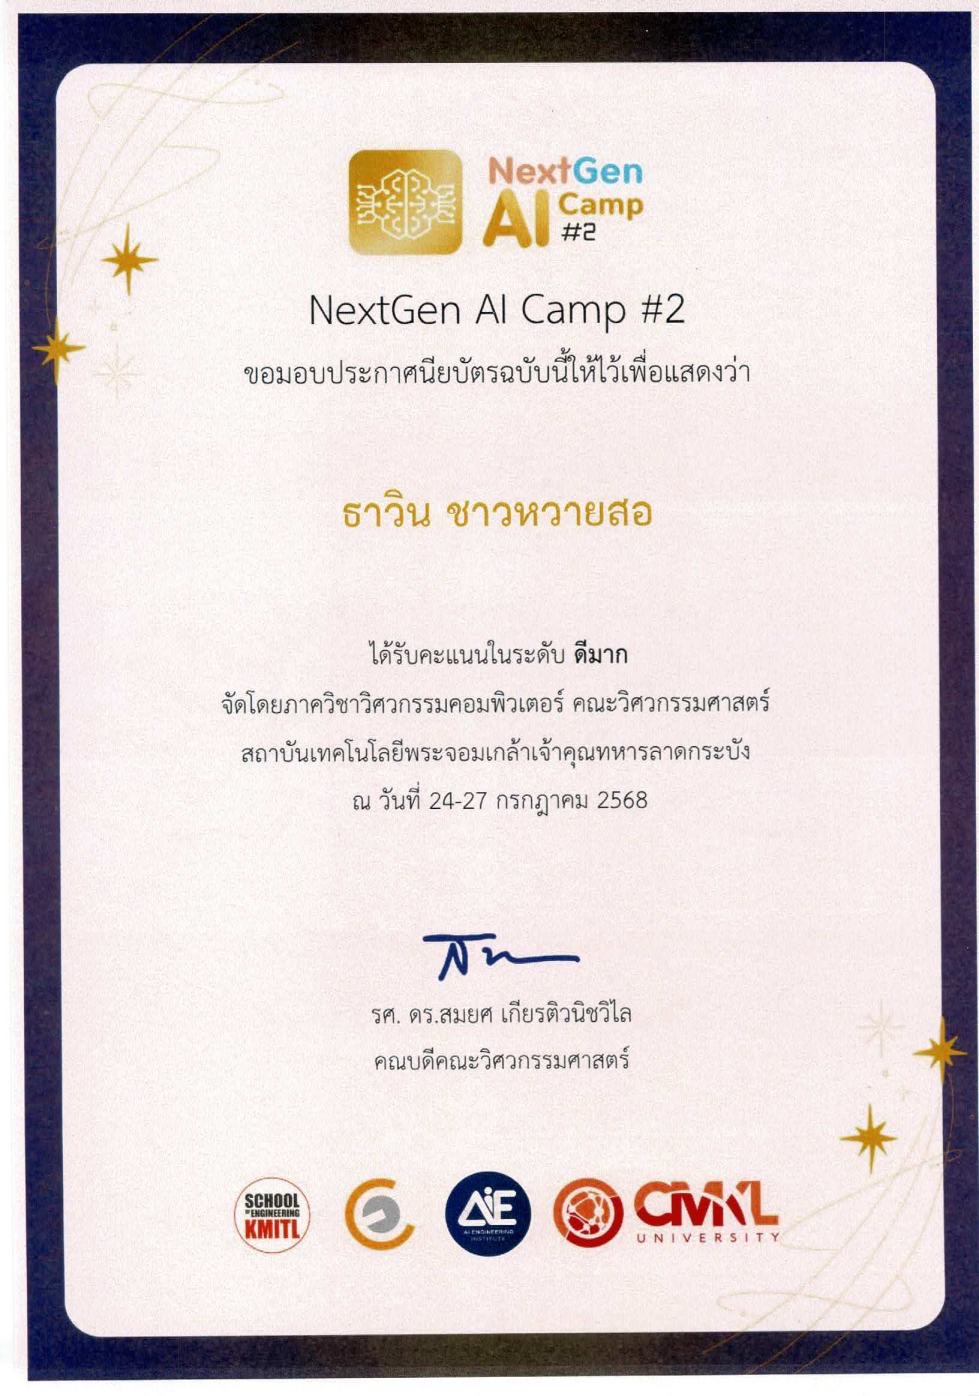 NextGen
AI Camp
#2
NextGen AI Camp #2
ขอมอบประกาศนียบัตรฉบับนี้ให้ไว้เพื่อแสดงว่า
ธาวิน ชาวหวายสอ
ได้รับคะแนนในระดับ ดีมาก
จัดโดยภาควิชาวิศวกรรมคอมพิวเตอร์ คณะวิศวกรรมศาสตร์
สถาบันเทคโนโลยีพระจอมเกล้าเจ้าคุณทหารลาดกระบัง
ณ วันที่ 24-27 กรกฎาคม 2568
รศ. ดร.สมยศ เกียรติวนิชวิไล
คณบดีคณะวิศวกรรมศาสตร์
SCHOOL
OF ENGINEERING
KMITL
AiE
AI ENGINEERING
INSTITUTE
CMKL
UNIVERSITY